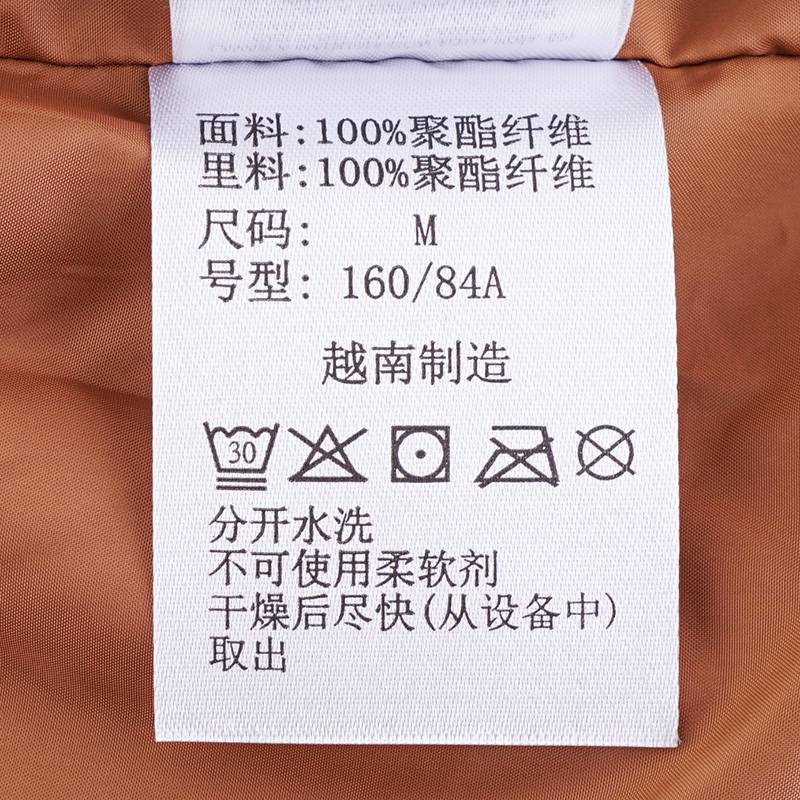 面料:100%聚酯纤维
里料:100%聚酯纤维
尺码: M
号型: 160/84A
越南制造
30
分开水洗
不可使用柔软剂
干燥后尽快(从设备中)
取出